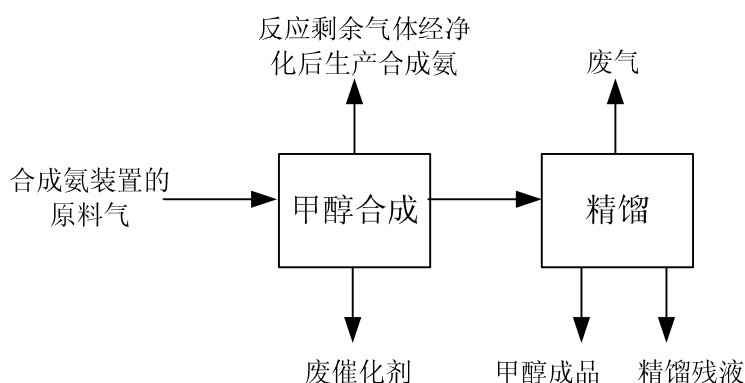 反应剩余气体经净
化后生产合成氨
废气
合成氨装置的
原料气
甲醇合成
精馏
废催化剂
甲醇成品
精馏残液